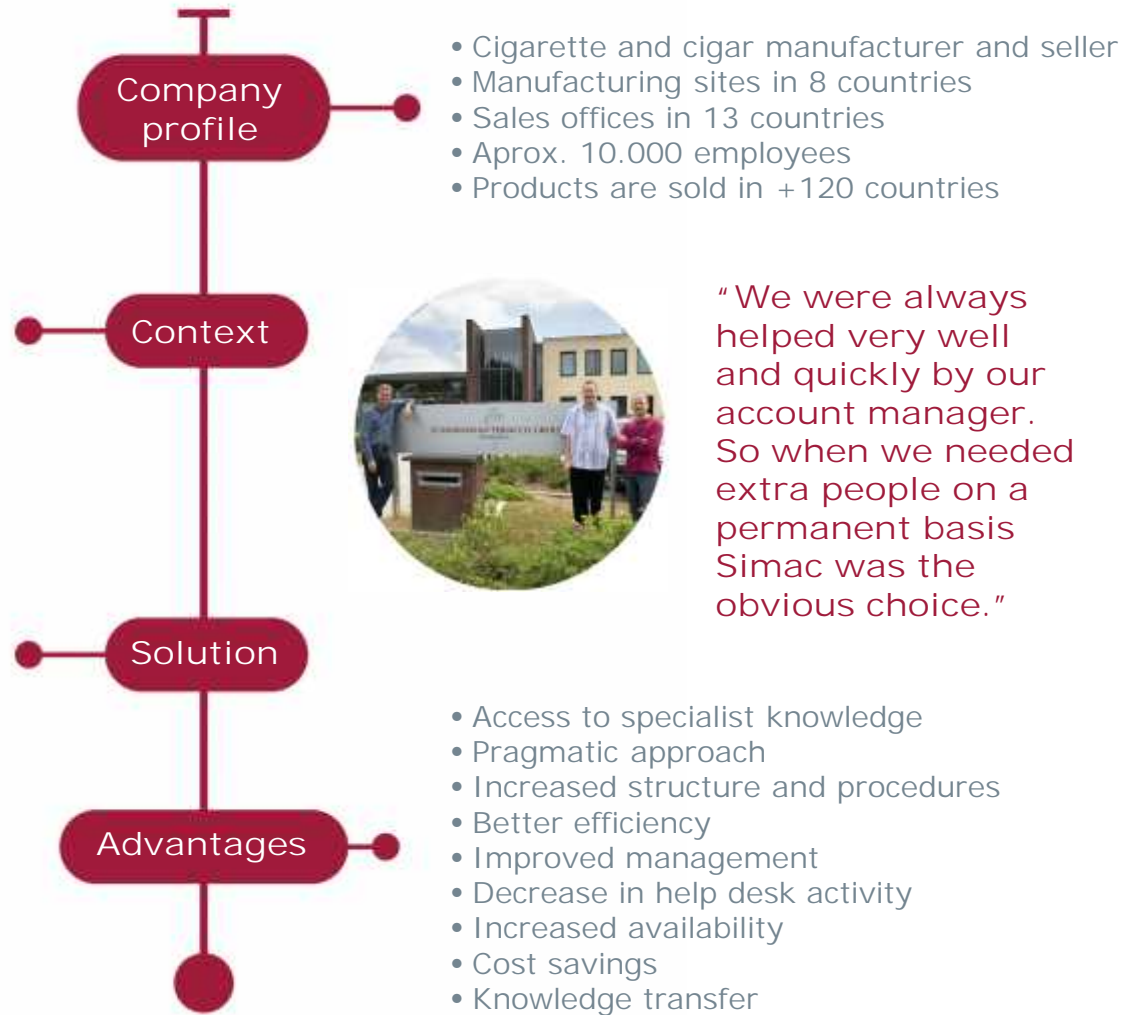 Company
profile
• Cigarette and cigar manufacturer and seller
• Manufacturing sites in 8 countries
• Sales offices in 13 countries
• Aprox. 10.000 employees
• Products are sold in +120 countries
Context
"We were always
helped very well
and quickly by our
account manager.
So when we needed
extra people on a
permanent basis
Simac was the
obvious choice."
Solution
Advantages
• Access to specialist knowledge
• Pragmatic approach
• Increased structure and procedures
• Better efficiency
• Improved management
• Decrease in help desk activity
• Increased availability
• Cost savings
• Knowledge transfer